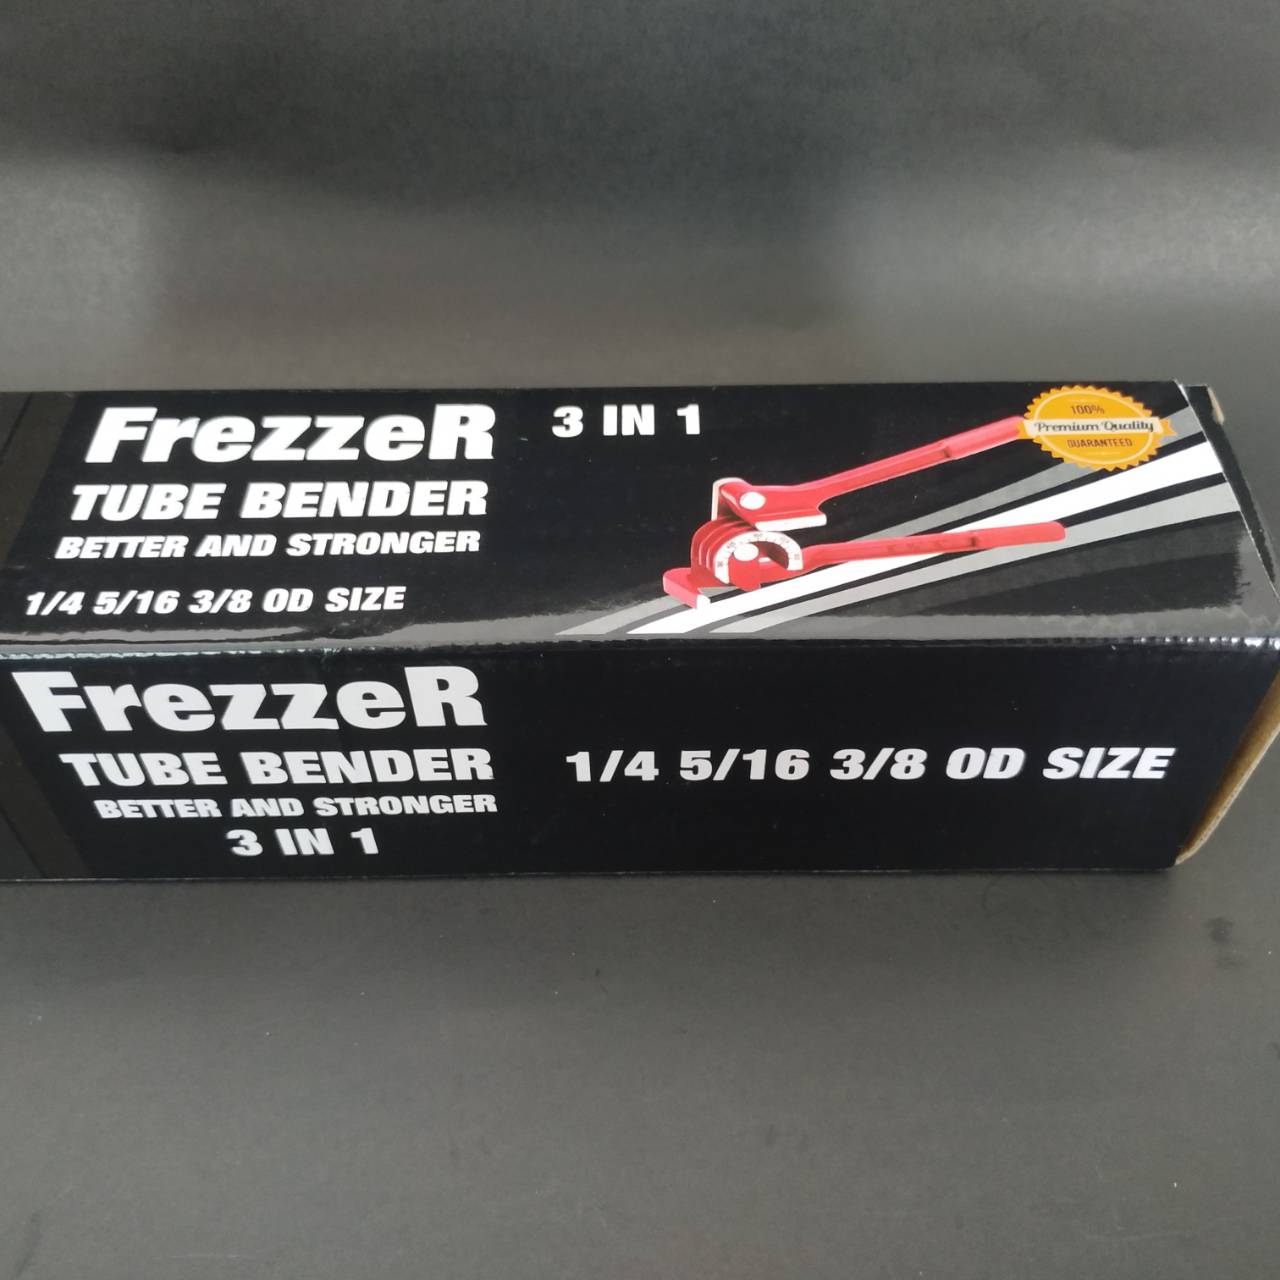 FrezzeR
3 IN 1
TUBE BENDER
BETTER AND STRONGER
1/4 5/16 3/8 OD SIZE
100%
Premium Quality
GUARANTEED
FrezzeR
TUBE BENDER
BETTER AND STRONGER
3 IN 1
1/4 5/16 3/8 OD SIZE